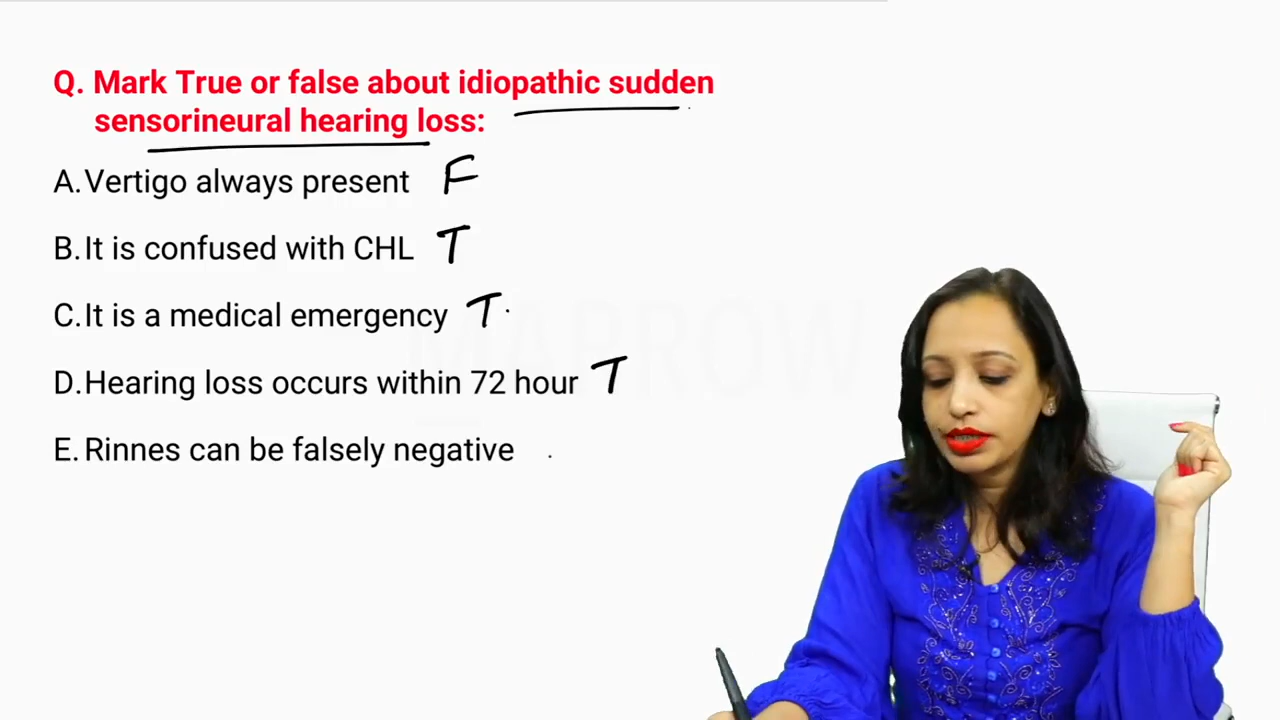 Q. Mark True or false about idiopathic sudden
sensorineural hearing loss:
A. Vertigo always present F
B. It is confused with CHL T
C. It is a medical emergency T
D. Hearing loss occurs within 72 hour T
E. Rinnes can be falsely negative
MARROW